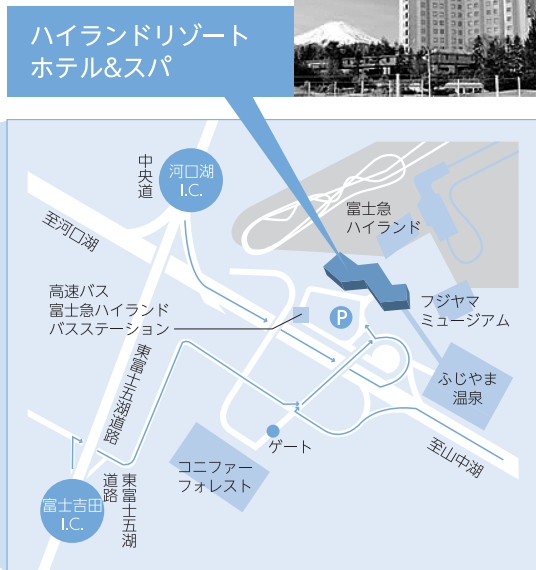 ハイランドリゾート
ホテル&スパ
中央道
河口湖
I.C.
至河口湖
富士急
ハイランド
高速バス
富士急ハイランド
バスステーション
P
フジヤマ
ミュージアム
東富士五湖道路
ふじやま
温泉
ゲート
至山中湖
コニファー
フォレスト
富士吉田
I.C.
東富士五湖
道路